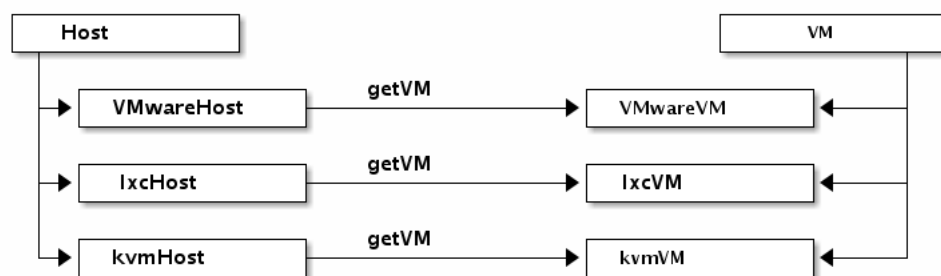 Host
VM
getVM
VMwareHost
VMwareVM
getVM
lxcHost
lxcVM
getVM
kvmHost
kvmVM